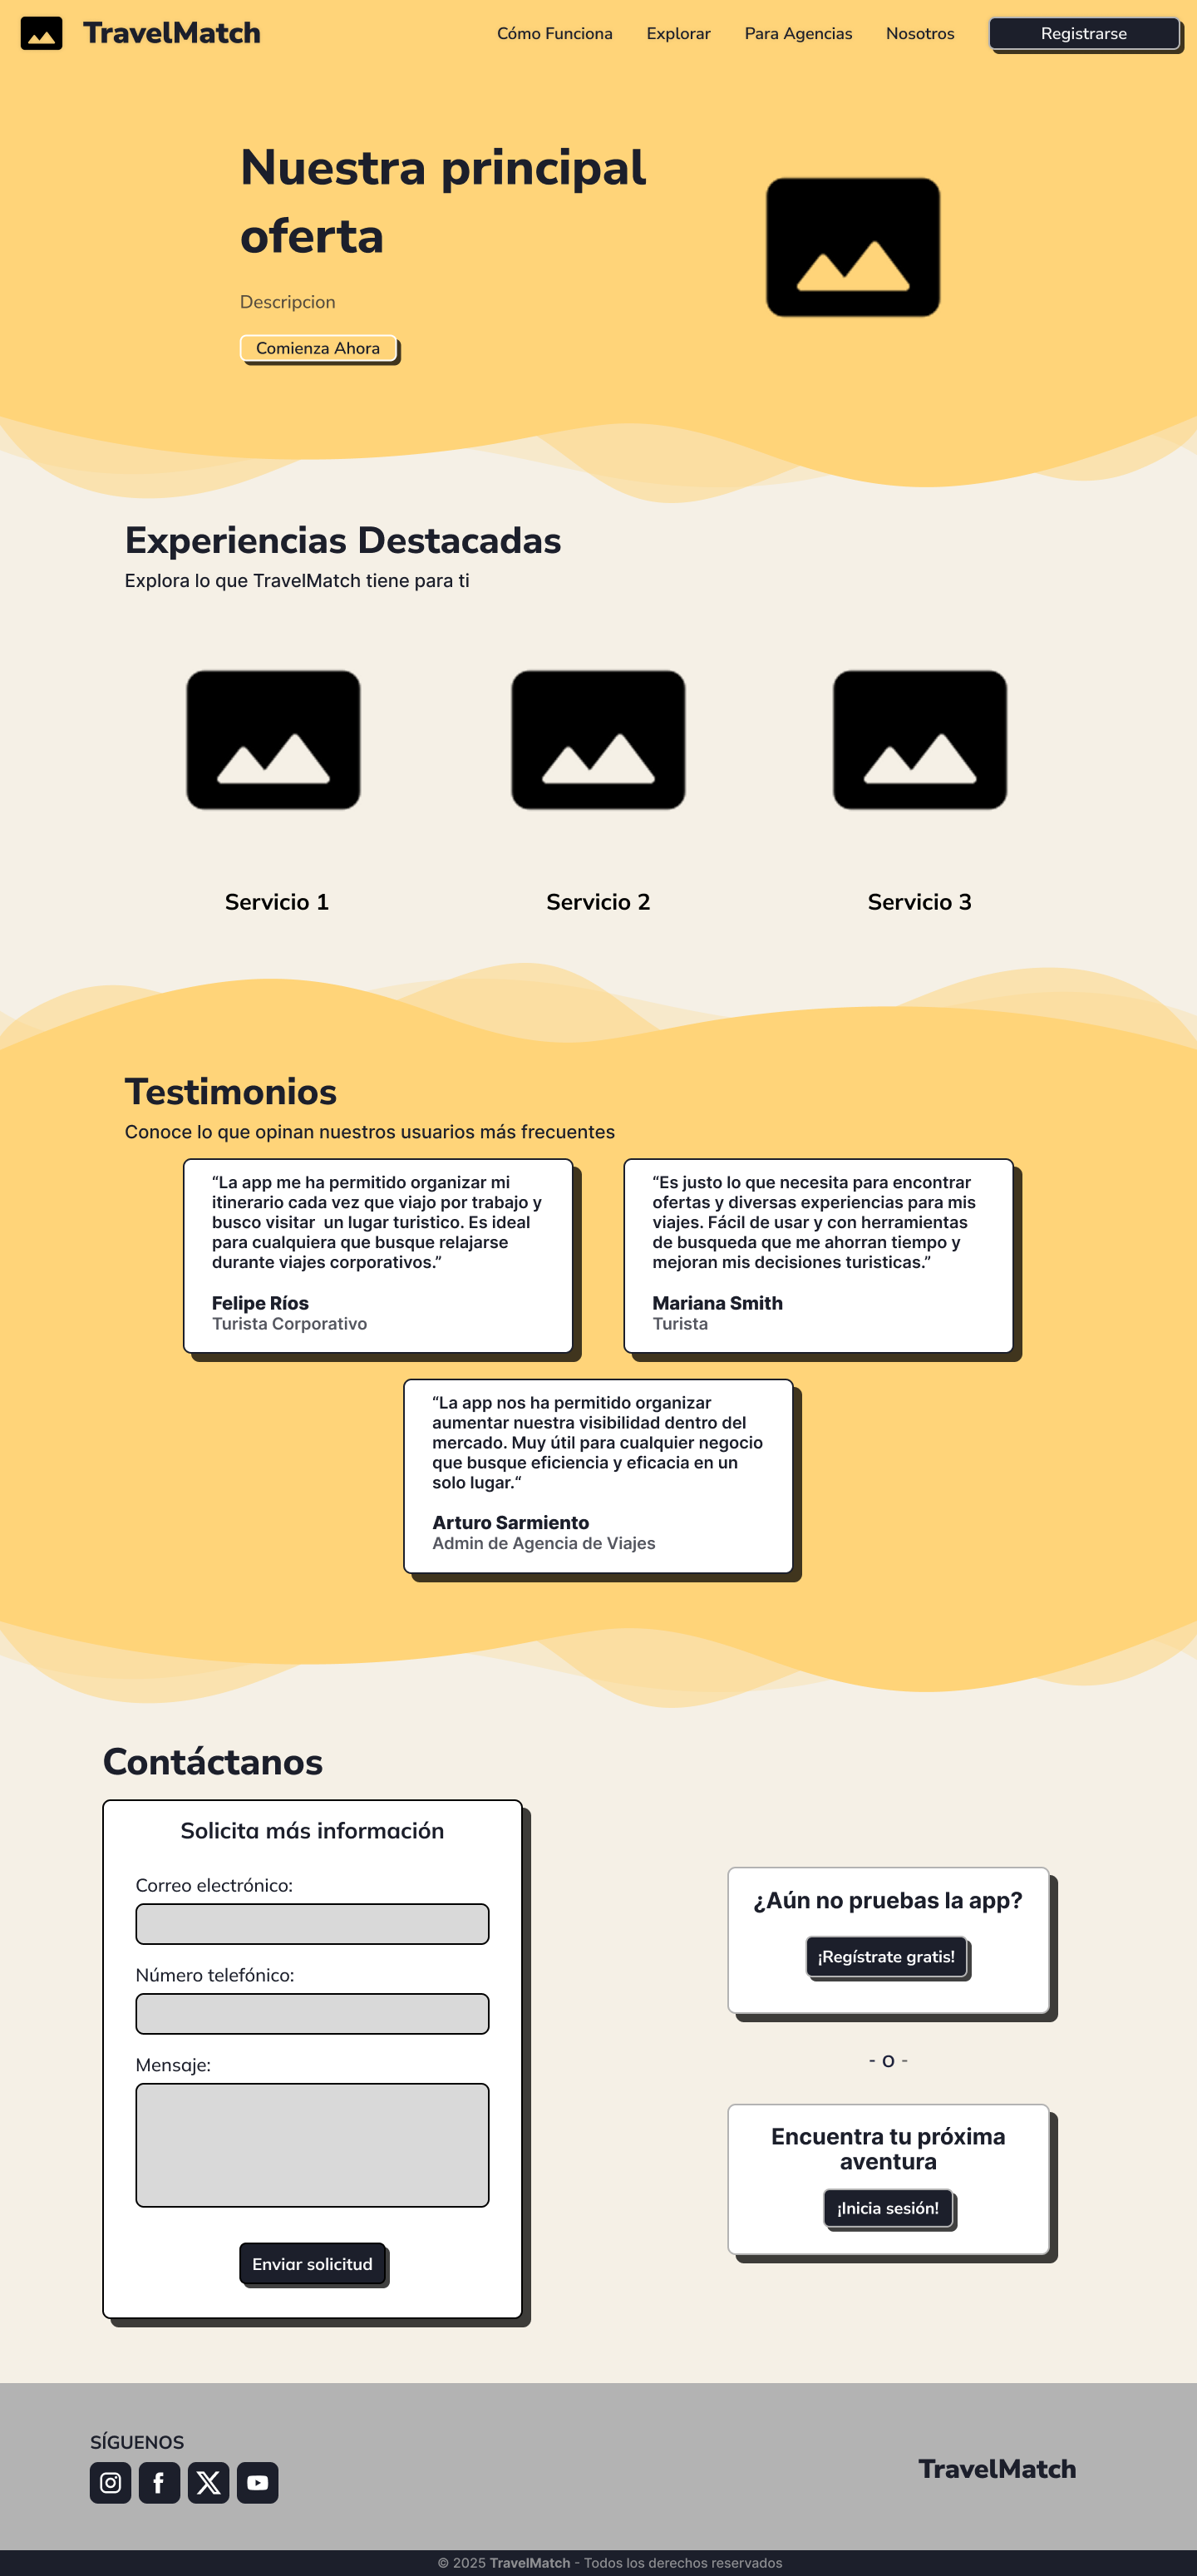 TravelMatch
Cómo Funciona
Explorar
Para Agencias
Nosotros
Registrarse
Nuestra principal
oferta
Descripcion
Comienza Ahora
Experiencias Destacadas
Explora lo que TravelMatch tiene para ti
Servicio 1
Servicio 2
Servicio 3
Testimonios
Conoce lo que opinan nuestros usuarios más frecuentes
“La app me ha permitido organizar mi
itinerario cada vez que viajo por trabajo y
busco visitar  un lugar turistico. Es ideal
para cualquiera que busque relajarse
durante viajes corporativos.”
Felipe Ríos
Turista Corporativo
“Es justo lo que necesita para encontrar
ofertas y diversas experiencias para mis
viajes. Fácil de usar y con herramientas
de busqueda que me ahorran tiempo y
mejoran mis decisiones turisticas.”
Mariana Smith
Turista
“La app nos ha permitido organizar
aumentar nuestra visibilidad dentro del
mercado. Muy útil para cualquier negocio
que busque eficiencia y eficacia en un
solo lugar.“
Arturo Sarmiento
Admin de Agencia de Viajes
Contáctanos
Solicita más información
Correo electrónico:
Número telefónico:
Mensaje:
Enviar solicitud
¿Aún no pruebas la app?
¡Regístrate gratis!
- O -
Encuentra tu próxima
aventura
¡Inicia sesión!
SÍGUENOS
TravelMatch
© 2025 TravelMatch - Todos los derechos reservados